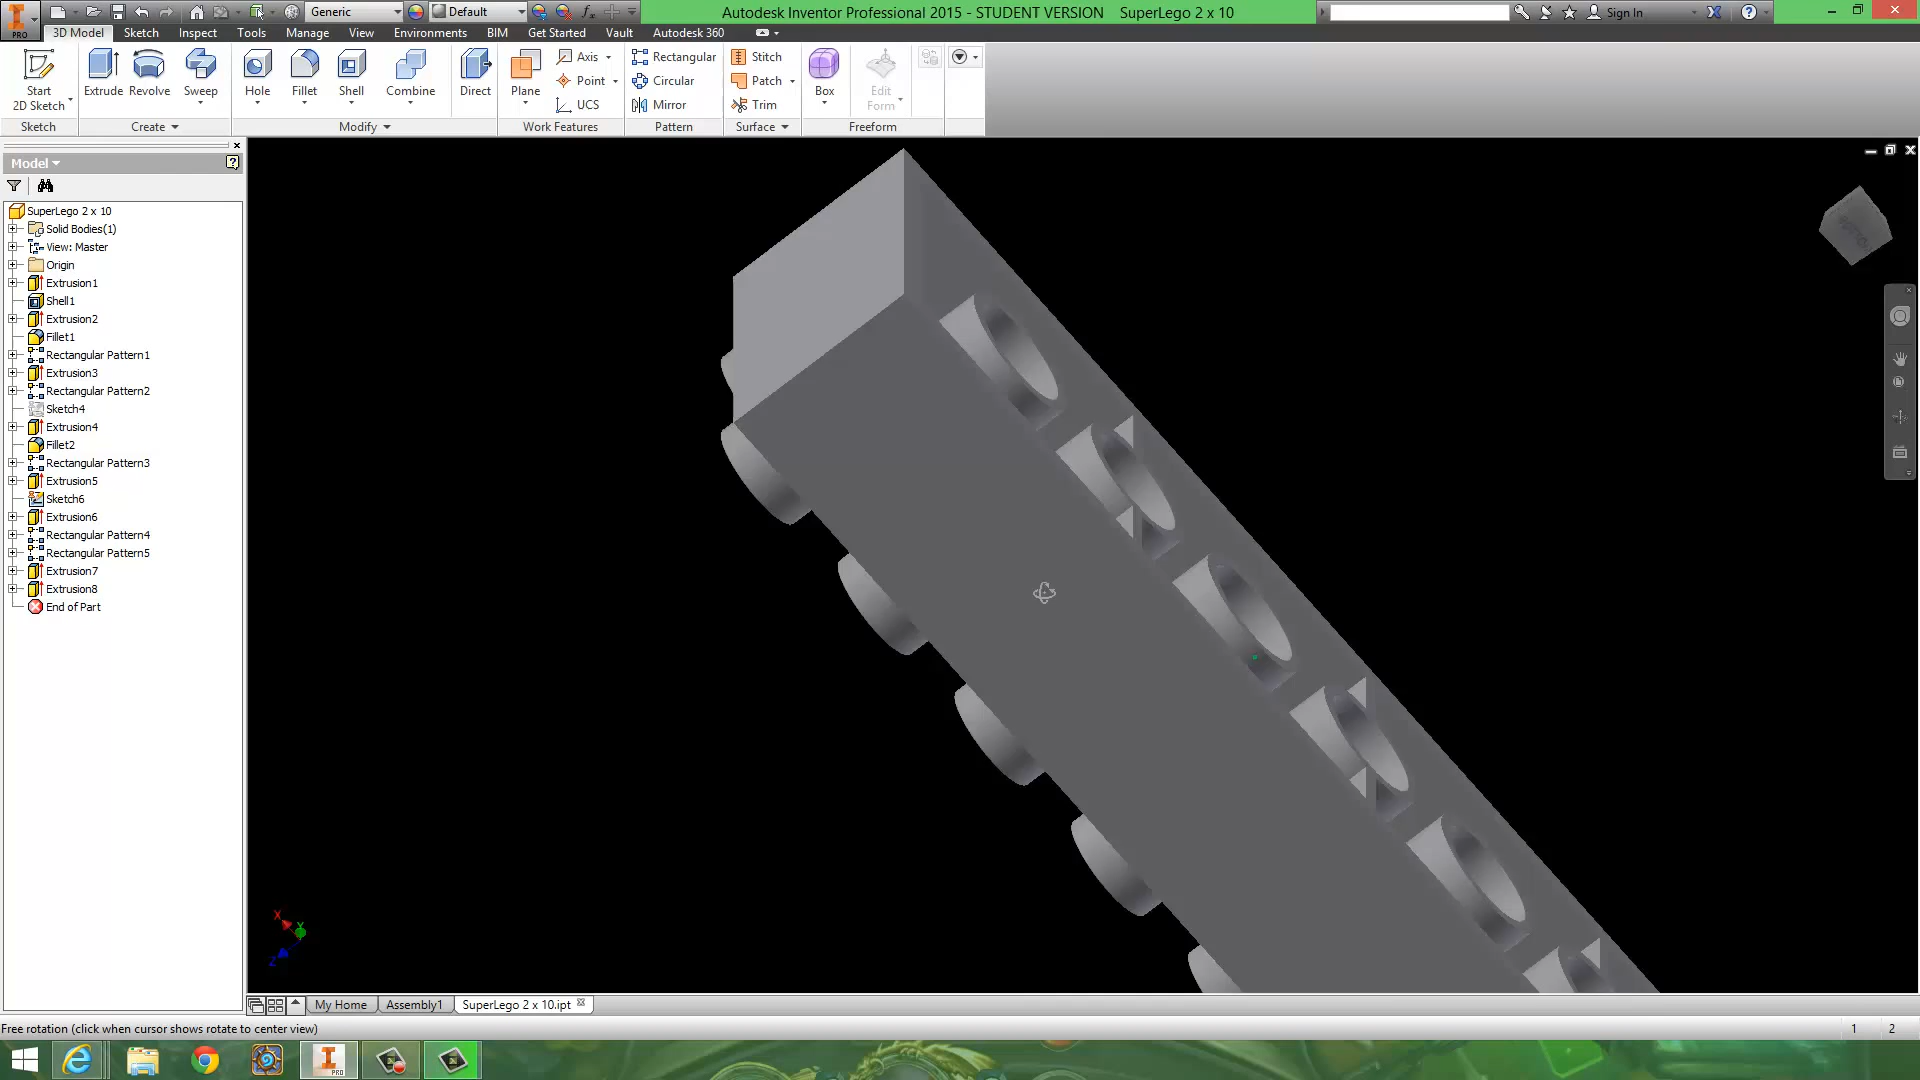 Generic
Default
Autodesk Inventor Professional 2015 - STUDENT VERSION SuperLego 2 x 10
Sign In
PRO
3D Model Sketch Inspect Tools Manage View Environments BIM Get Started Vault Autodesk 360
Start
2D Sketch
Extrude Revolve Sweep
Hole Fillet Shell Combine
Direct
Plane
Axis
Point
UCS
Rectangular
Circular
Mirror
Stitch
Patch
Trim
Box
Edit
Form
Sketch Create Modify Work Features Pattern Surface Freeform
Model
SuperLego 2 x 10
Solid Bodies(1)
View: Master
Origin
Extrusion1
Shell1
Extrusion2
Fillet1
Rectangular Pattern1
Extrusion3
Rectangular Pattern2
Sketch4
Extrusion4
Fillet2
Rectangular Pattern3
Extrusion5
Sketch6
Extrusion6
Rectangular Pattern4
Rectangular Pattern5
Extrusion7
Extrusion8
End of Part
X
Y
Z
My Home Assembly1 SuperLego 2 x 10.ipt
Free rotation (click when cursor shows rotate to center view)
1 2
PRO